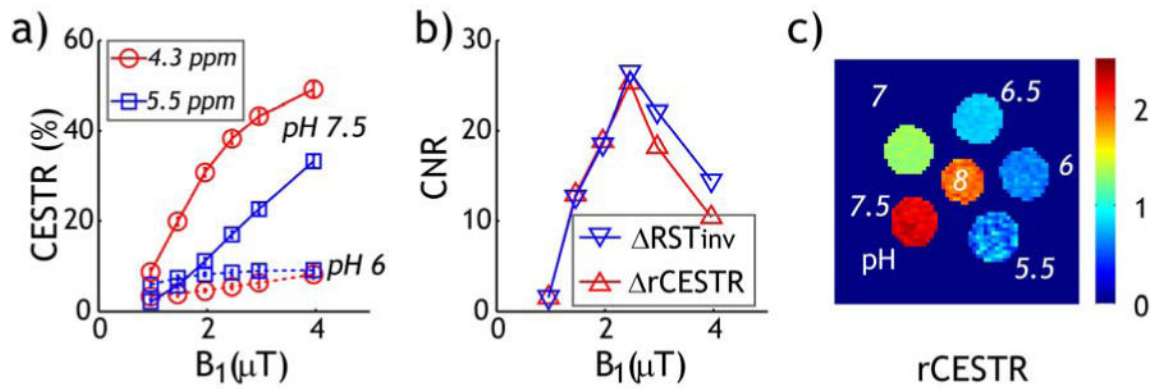 a)
60
40
20
0
CESTR (%)
4.3 ppm
5.5 ppm
pH 7.5
pH 6
0
2
4
B1(μT)
b)
30
20
10
0
CNR
ΔRSTinv
ΔrCESTR
0
2
4
B1(μT)
c)
7
6.5
6
8
7.5
pH
5.5
2
1
0
rCESTR